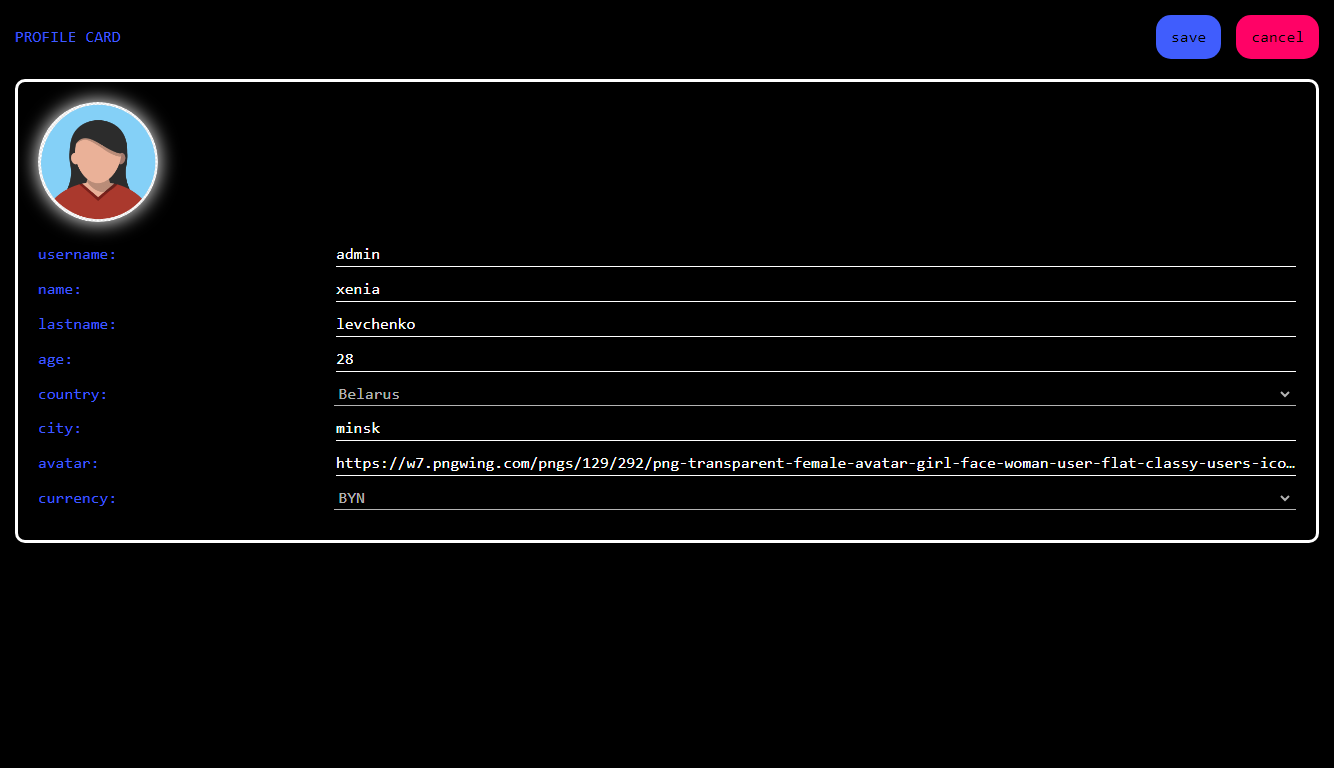 PROFILE CARD save cancel
username: admin
name: xenia
lastname: levchenko
age: 28
country: Belarus
city: minsk
avatar: https://w7.pngwing.com/pngs/129/292/png-transparent-female-avatar-girl-face-woman-user-flat-classy-users-ico…
currency: BYN